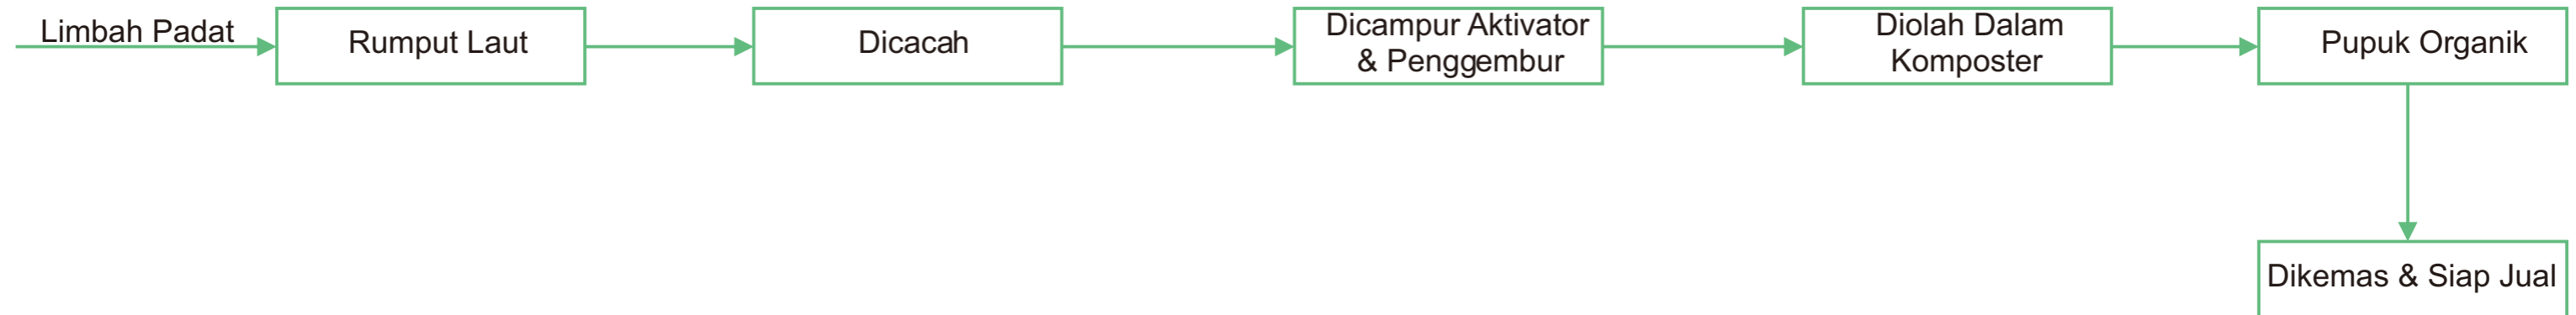 Limbah Padat
Rumput Laut
Dicacah
Dicampur Aktivator
& Penggembur
Diolah Dalam
Komposter
Pupuk Organik
Dikemas & Siap Jual